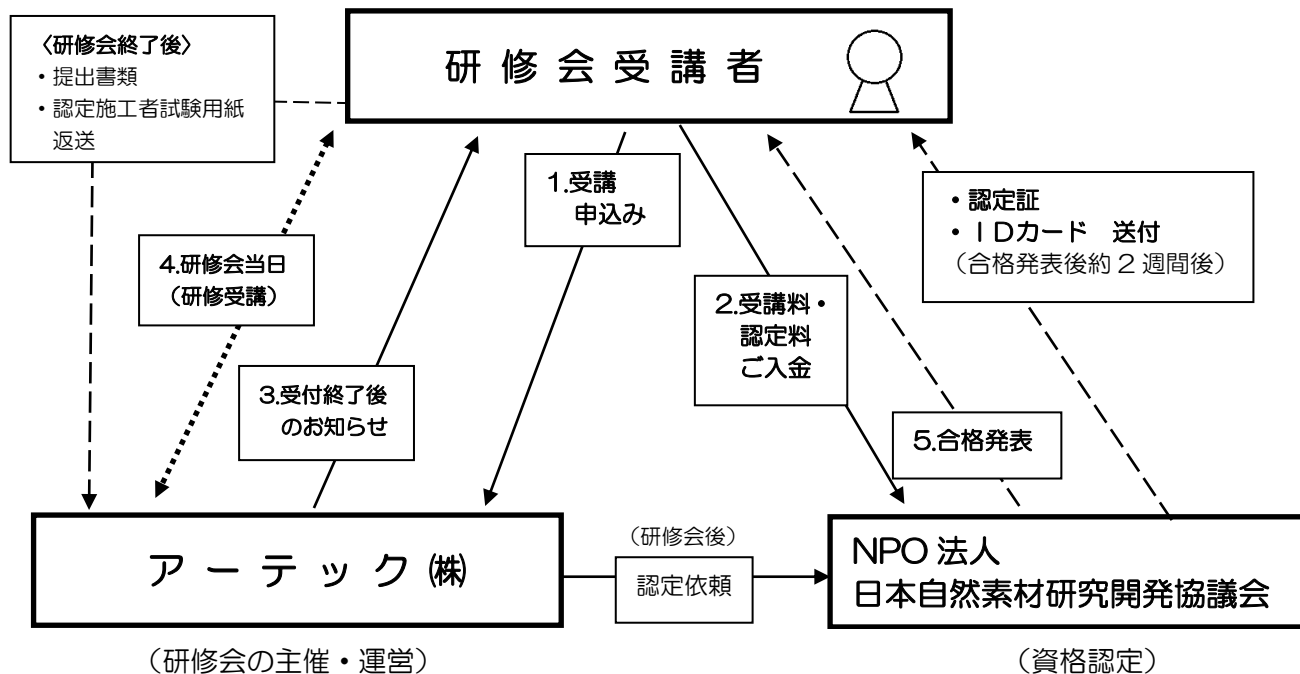 〈研修会終了後〉
・提出書類
・認定施工者試験用紙
返送
研修会受講者
1.受講
申込み
・認定証
・IDカード　送付
（合格発表後約2週間後）
4.研修会当日
（研修受講）
2.受講料・
認定料
ご入金
3.受付終了後
のお知らせ
5.合格発表
アーテック㈱
（研修会後）
認定依頼
NPO法人
日本自然素材研究開発協議会
（研修会の主催・運営）
（資格認定）